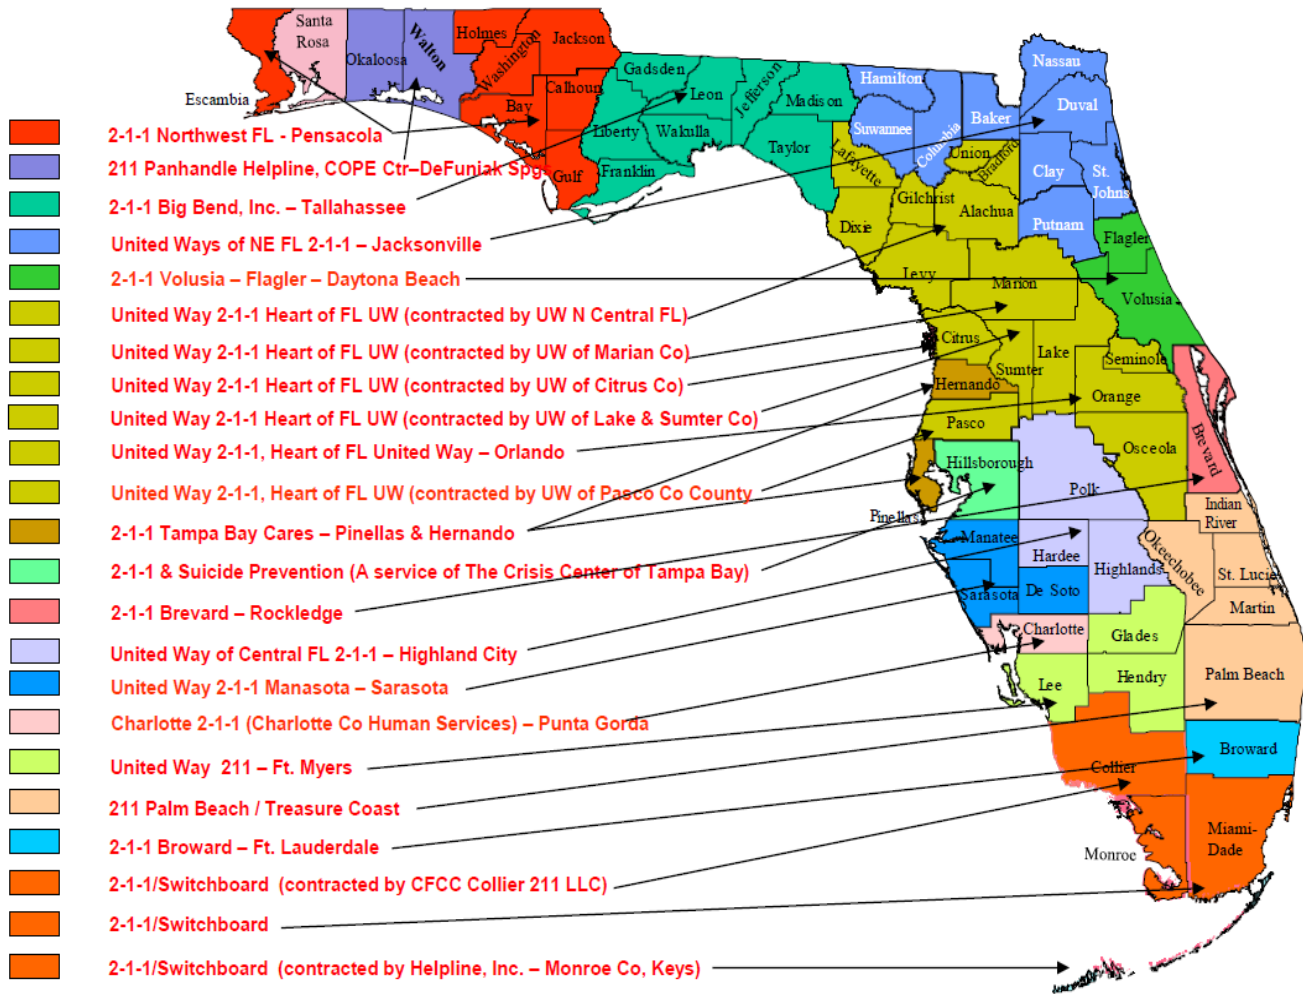 Santa
Rosa
Okaloosa
Walton
Holmes
Washington
Jackson
Escambia
Bay
Calhoun
Gulf
Gadsden
Leon
Jefferson
Madison
Liberty
Wakulla
Taylor
Franklin
Hamilton
Suwannee
Columbia
Baker
Nassau
Duval
Union
Bradford
Clay
St.
Johns
Putnam
Lafayette
Gilchrist
Alachua
Dixie
Levy
Marion
Flagler
Volusia
Citrus
Sumter
Lake
Seminole
Hernando
Orange
Pasco
Osceola
Brevard
Hillsborough
Polk
Pinellas
Indian
River
Manatee
Hardee
Highlands
Okeechobee
St. Lucie
Sarasota
De Soto
Martin
Charlotte
Glades
Lee
Hendry
Palm Beach
Broward
Collier
Monroe
Miami-
Dade
2-1-1 Northwest FL - Pensacola
211 Panhandle Helpline, COPE Ctr–DeFuniak Spgs
2-1-1 Big Bend, Inc. – Tallahassee
United Ways of NE FL 2-1-1 – Jacksonville
2-1-1 Volusia – Flagler – Daytona Beach
United Way 2-1-1 Heart of FL UW (contracted by UW N Central FL)
United Way 2-1-1 Heart of FL UW (contracted by UW of Marian Co)
United Way 2-1-1 Heart of FL UW (contracted by UW of Citrus Co)
United Way 2-1-1 Heart of FL UW (contracted by UW of Lake & Sumter Co)
United Way 2-1-1, Heart of FL United Way – Orlando
United Way 2-1-1, Heart of FL UW (contracted by UW of Pasco Co County
2-1-1 Tampa Bay Cares – Pinellas & Hernando
2-1-1 & Suicide Prevention (A service of The Crisis Center of Tampa Bay)
2-1-1 Brevard – Rockledge
United Way of Central FL 2-1-1 – Highland City
United Way 2-1-1 Manasota – Sarasota
Charlotte 2-1-1 (Charlotte Co Human Services) – Punta Gorda
United Way 211 – Ft. Myers
211 Palm Beach / Treasure Coast
2-1-1 Broward – Ft. Lauderdale
2-1-1/Switchboard (contracted by CFCC Collier 211 LLC)
2-1-1/Switchboard
2-1-1/Switchboard (contracted by Helpline, Inc. – Monroe Co, Keys)